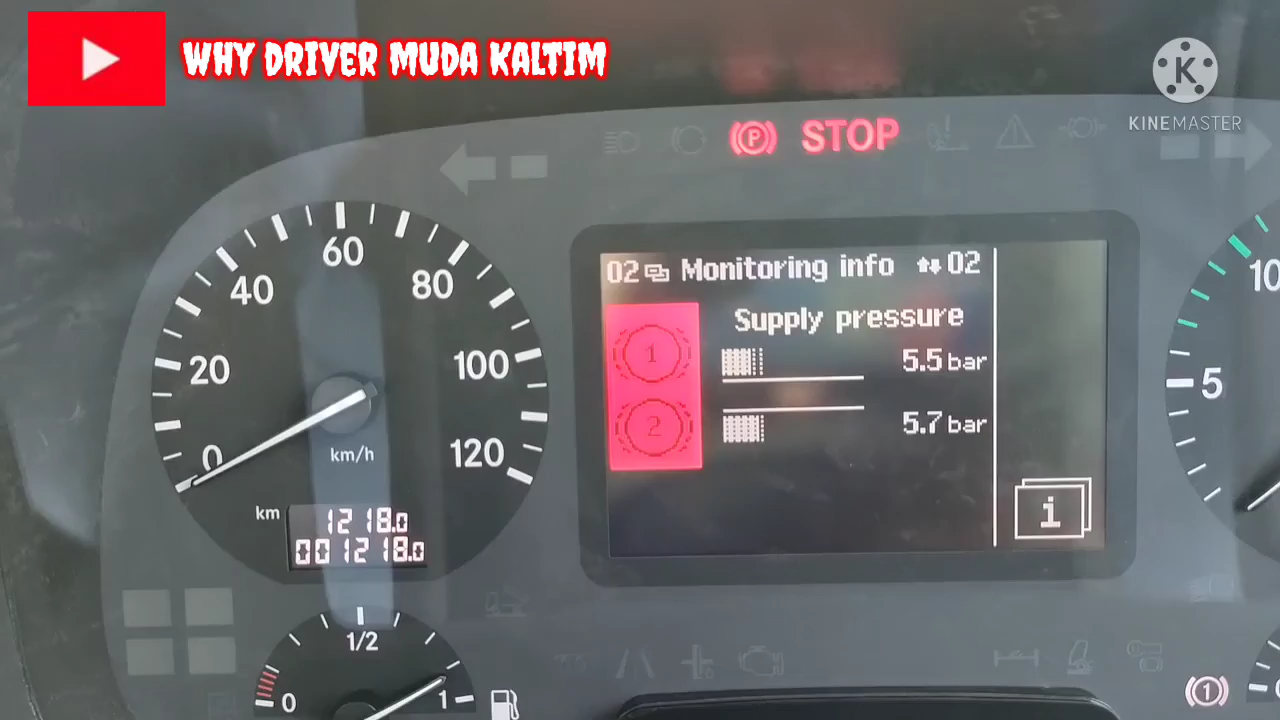 WHY DRIVER MUDA KALTIM
K
KINEMASTER
P STOP
02 Monitoring info 02
Supply pressure
1 5.5 bar
2 5.7 bar
i
0
20
40
60
80
100
120
km/h
km
1218.0
001218.0
0
1/2
1
5
10
1